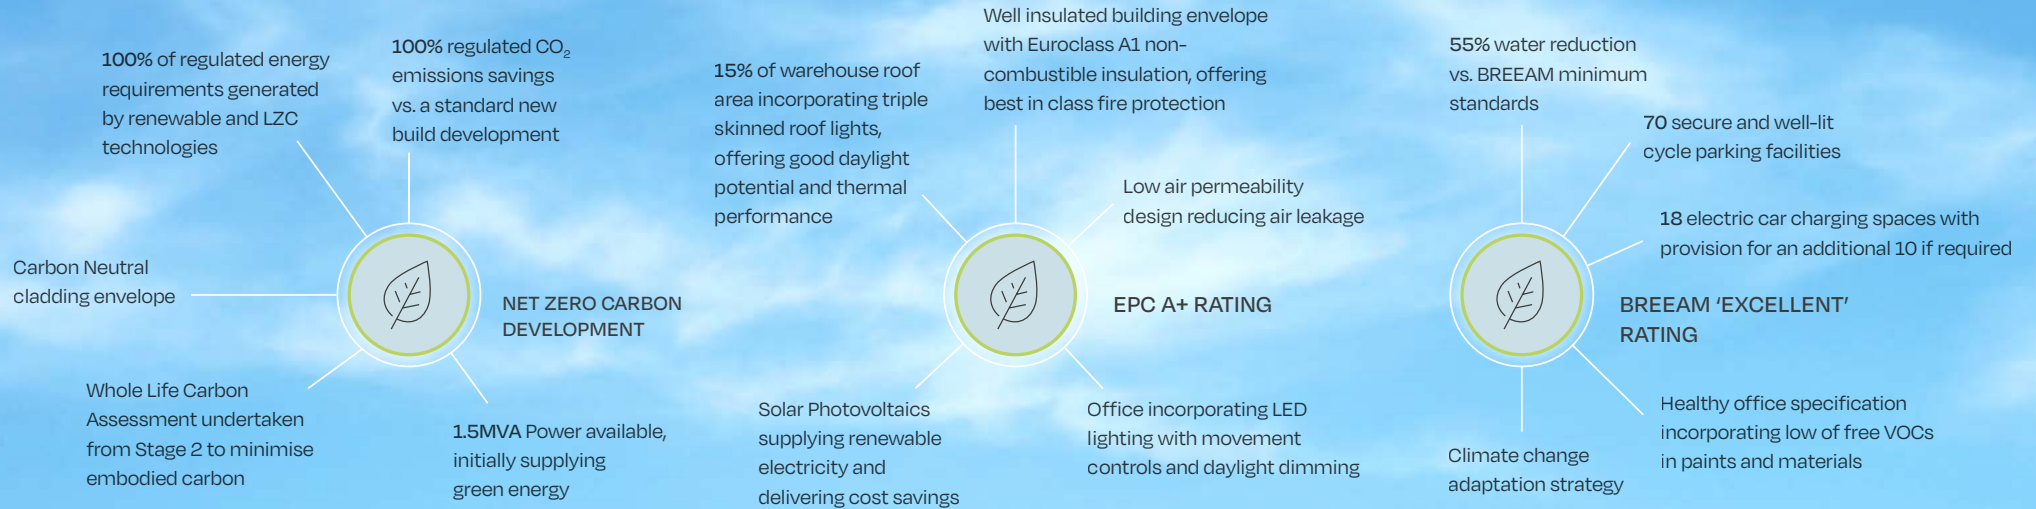 100% of regulated energy
requirements generated
by renewable and LZC
technologies
100% regulated CO₂
emissions savings
vs. a standard new
build development
Carbon Neutral
cladding envelope
NET ZERO CARBON
DEVELOPMENT
Whole Life Carbon
Assessment undertaken
from Stage 2 to minimise
embodied carbon
1.5MVA Power available,
initially supplying
green energy
15% of warehouse roof
area incorporating triple
skinned roof lights,
offering good daylight
potential and thermal
performance
Well insulated building envelope
with Euroclass A1 non-
combustible insulation, offering
best in class fire protection
Low air permeability
design reducing air leakage
EPC A+ RATING
Solar Photovoltaics
supplying renewable
electricity and
delivering cost savings
Office incorporating LED
lighting with movement
controls and daylight dimming
55% water reduction
vs. BREEAM minimum
standards
70 secure and well-lit
cycle parking facilities
18 electric car charging spaces with
provision for an additional 10 if required
BREEAM ‘EXCELLENT’
RATING
Climate change
adaptation strategy
Healthy office specification
incorporating low of free VOCs
in paints and materials